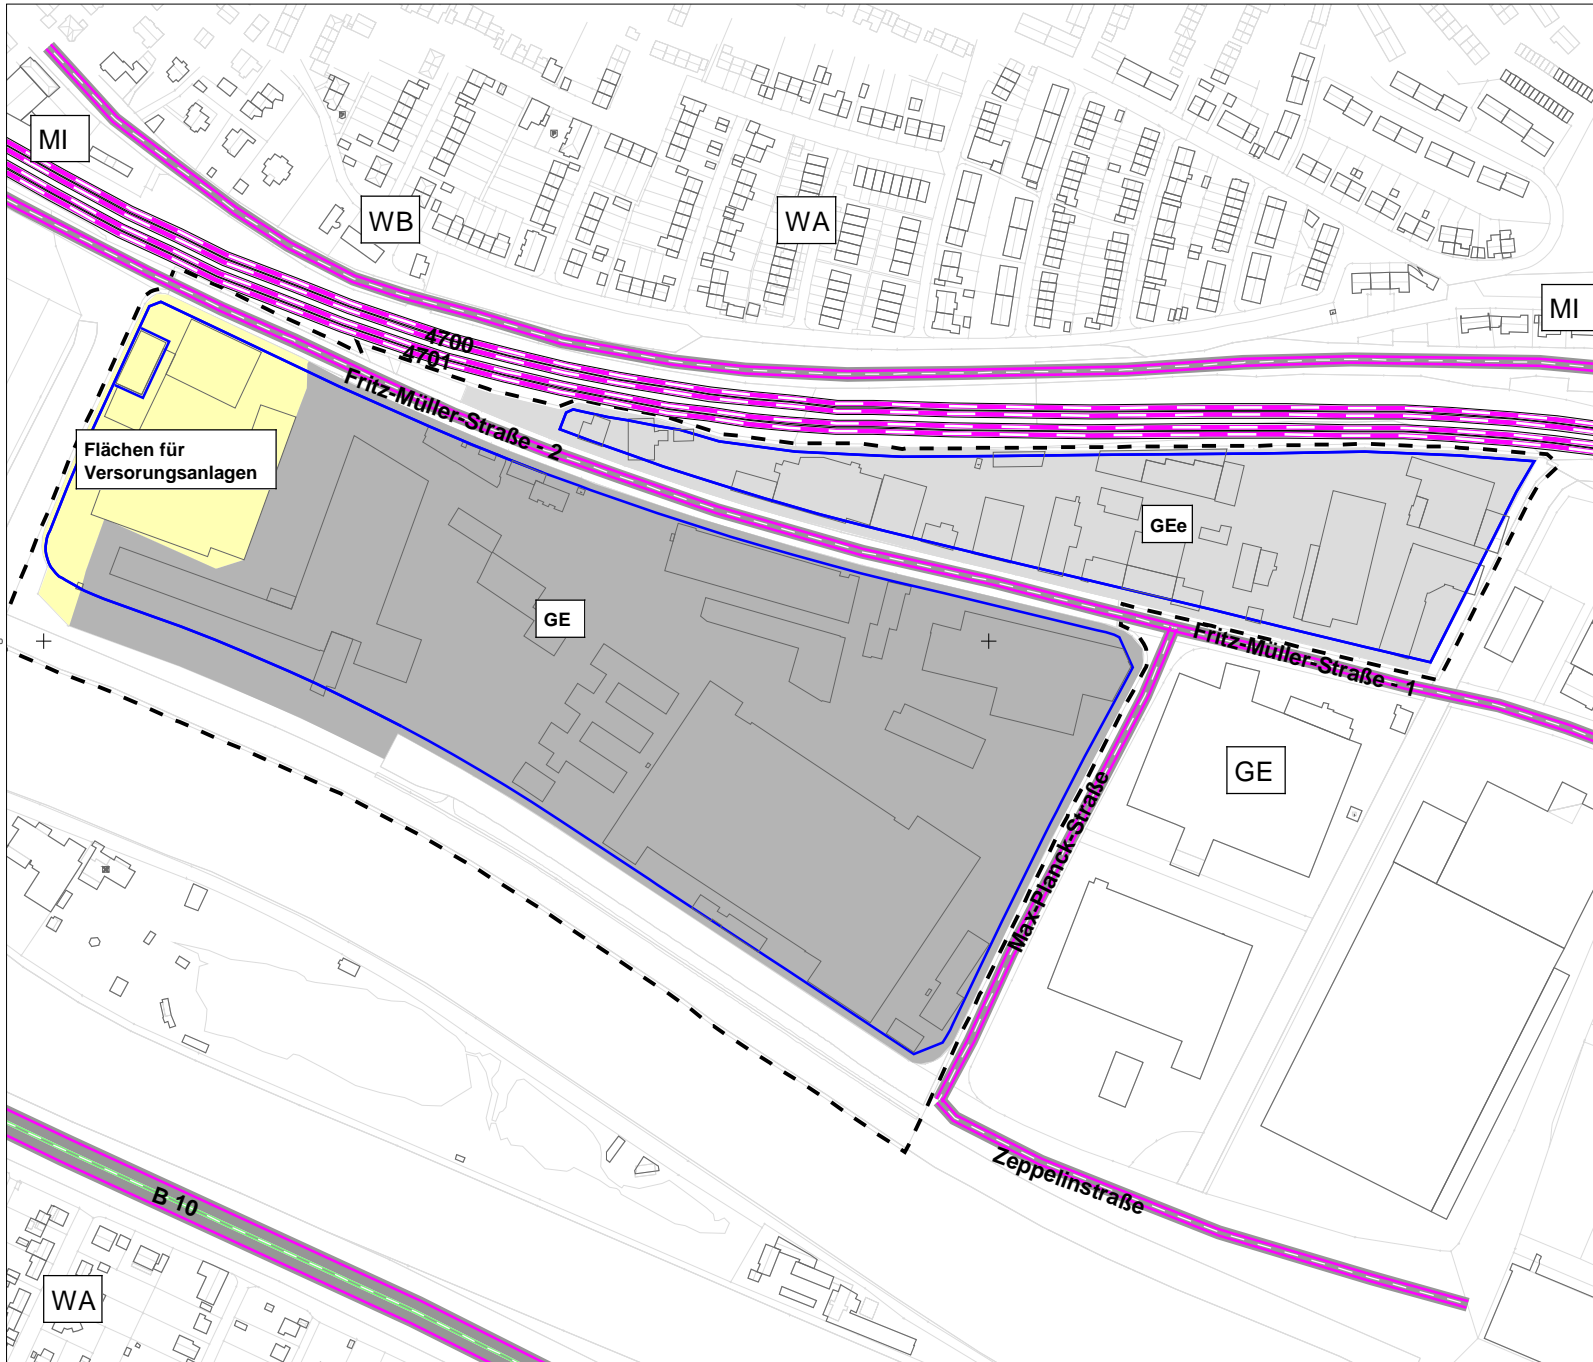 MI
WB
WA
MI
4700
4701
Fritz-Müller-Straße - 2
Flächen für
Versorungsanlagen
GEe
GE
Fritz-Müller-Straße - 1
GE
Max-Planck-Straße
Zeppelinstraße
B 10
WA